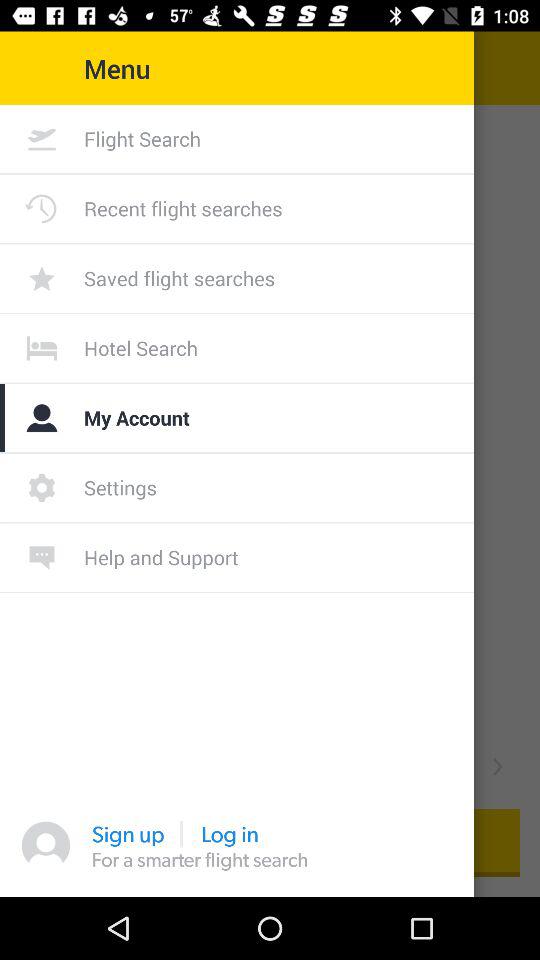 57° 1:08
Menu
Flight Search
Recent flight searches
Saved flight searches
Hotel Search
My Account
Settings
Help and Support
Sign up | Log in
For a smarter flight search